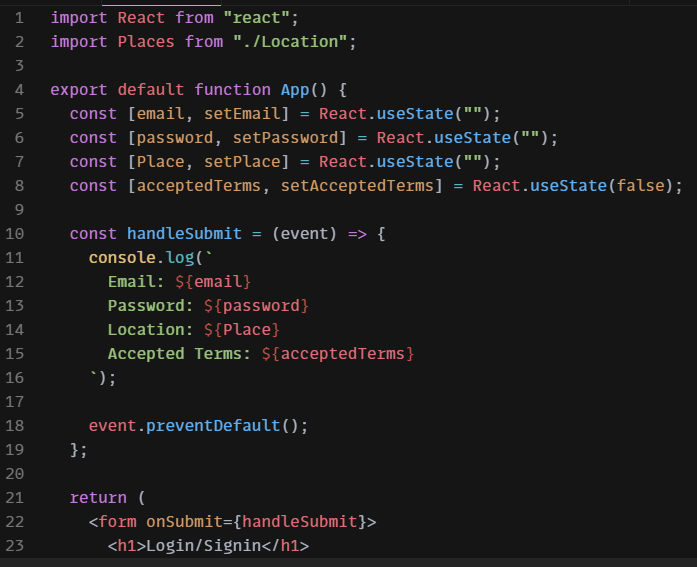 1 import React from "react";
2 import Places from "./Location";
3
4 export default function App() {
5   const [email, setEmail] = React.useState("");
6   const [password, setPassword] = React.useState("");
7   const [Place, setPlace] = React.useState("");
8   const [acceptedTerms, setAcceptedTerms] = React.useState(false);
9
10   const handleSubmit = (event) => {
11     console.log(`
12       Email: ${email}
13       Password: ${password}
14       Location: ${Place}
15       Accepted Terms: ${acceptedTerms}
16     `);
17
18     event.preventDefault();
19   };
20
21   return (
22     <form onSubmit={handleSubmit}>
23       <h1>Login/Signin</h1>